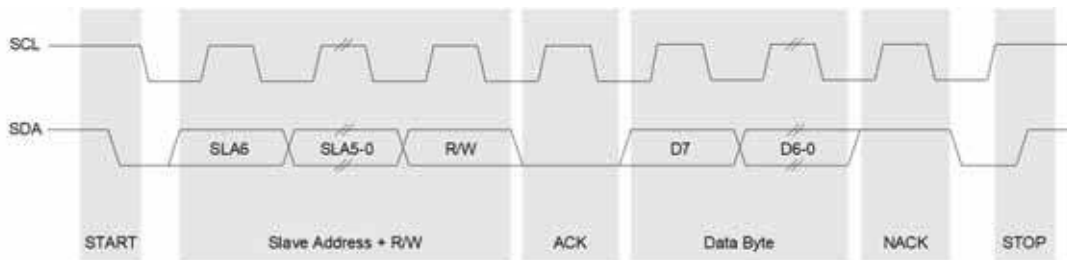 SCL
SDA
SLA6 SLA5-0 R/W D7 D6-0
START Slave Address + R/W ACK Data Byte NACK STOP